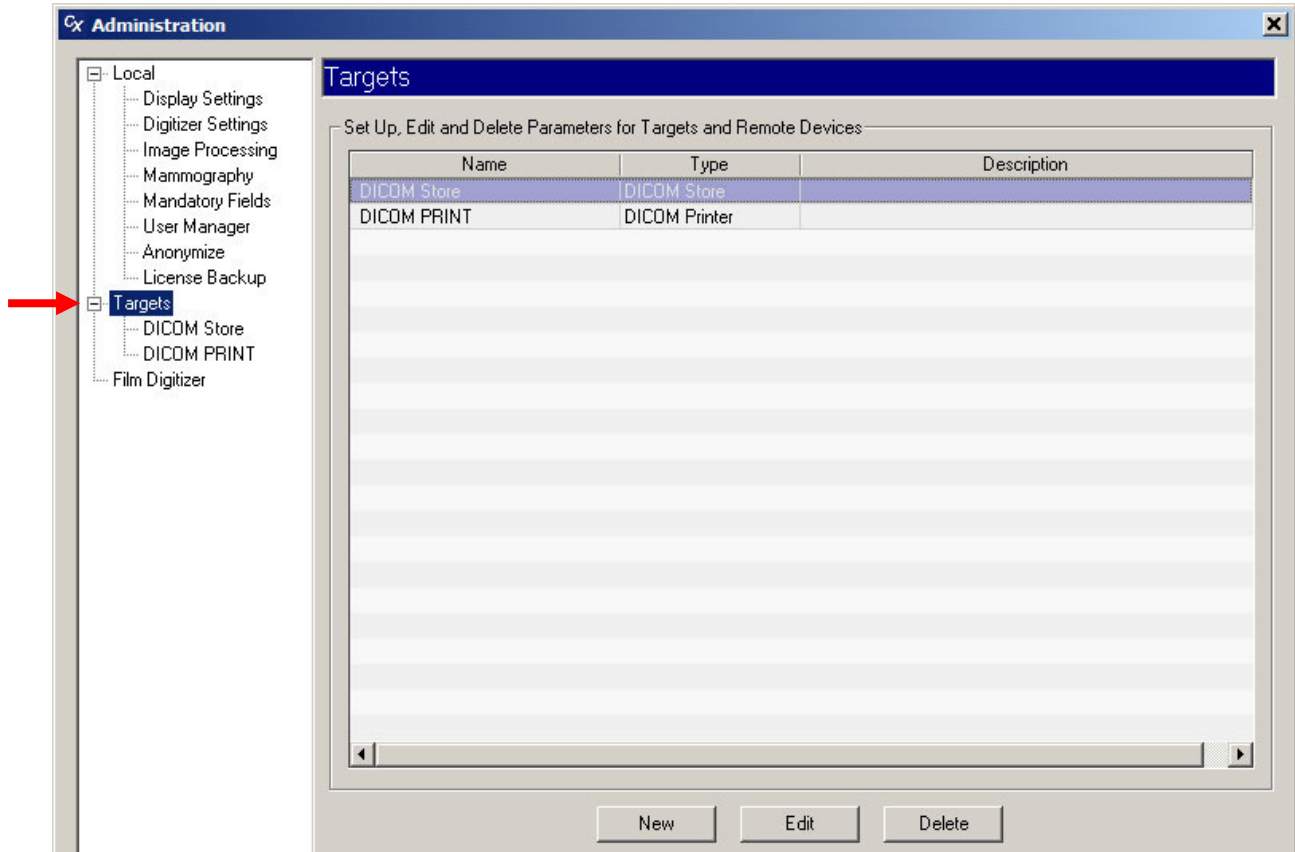 Cx Administration
Local
Display Settings
Digitizer Settings
Image Processing
Mammography
Mandatory Fields
User Manager
Anonymize
License Backup
Targets
DICOM Store
DICOM PRINT
Film Digitizer
Targets
Set Up, Edit and Delete Parameters for Targets and Remote Devices
Name Type Description
DICOM Store DICOM Store
DICOM PRINT DICOM Printer
New Edit Delete